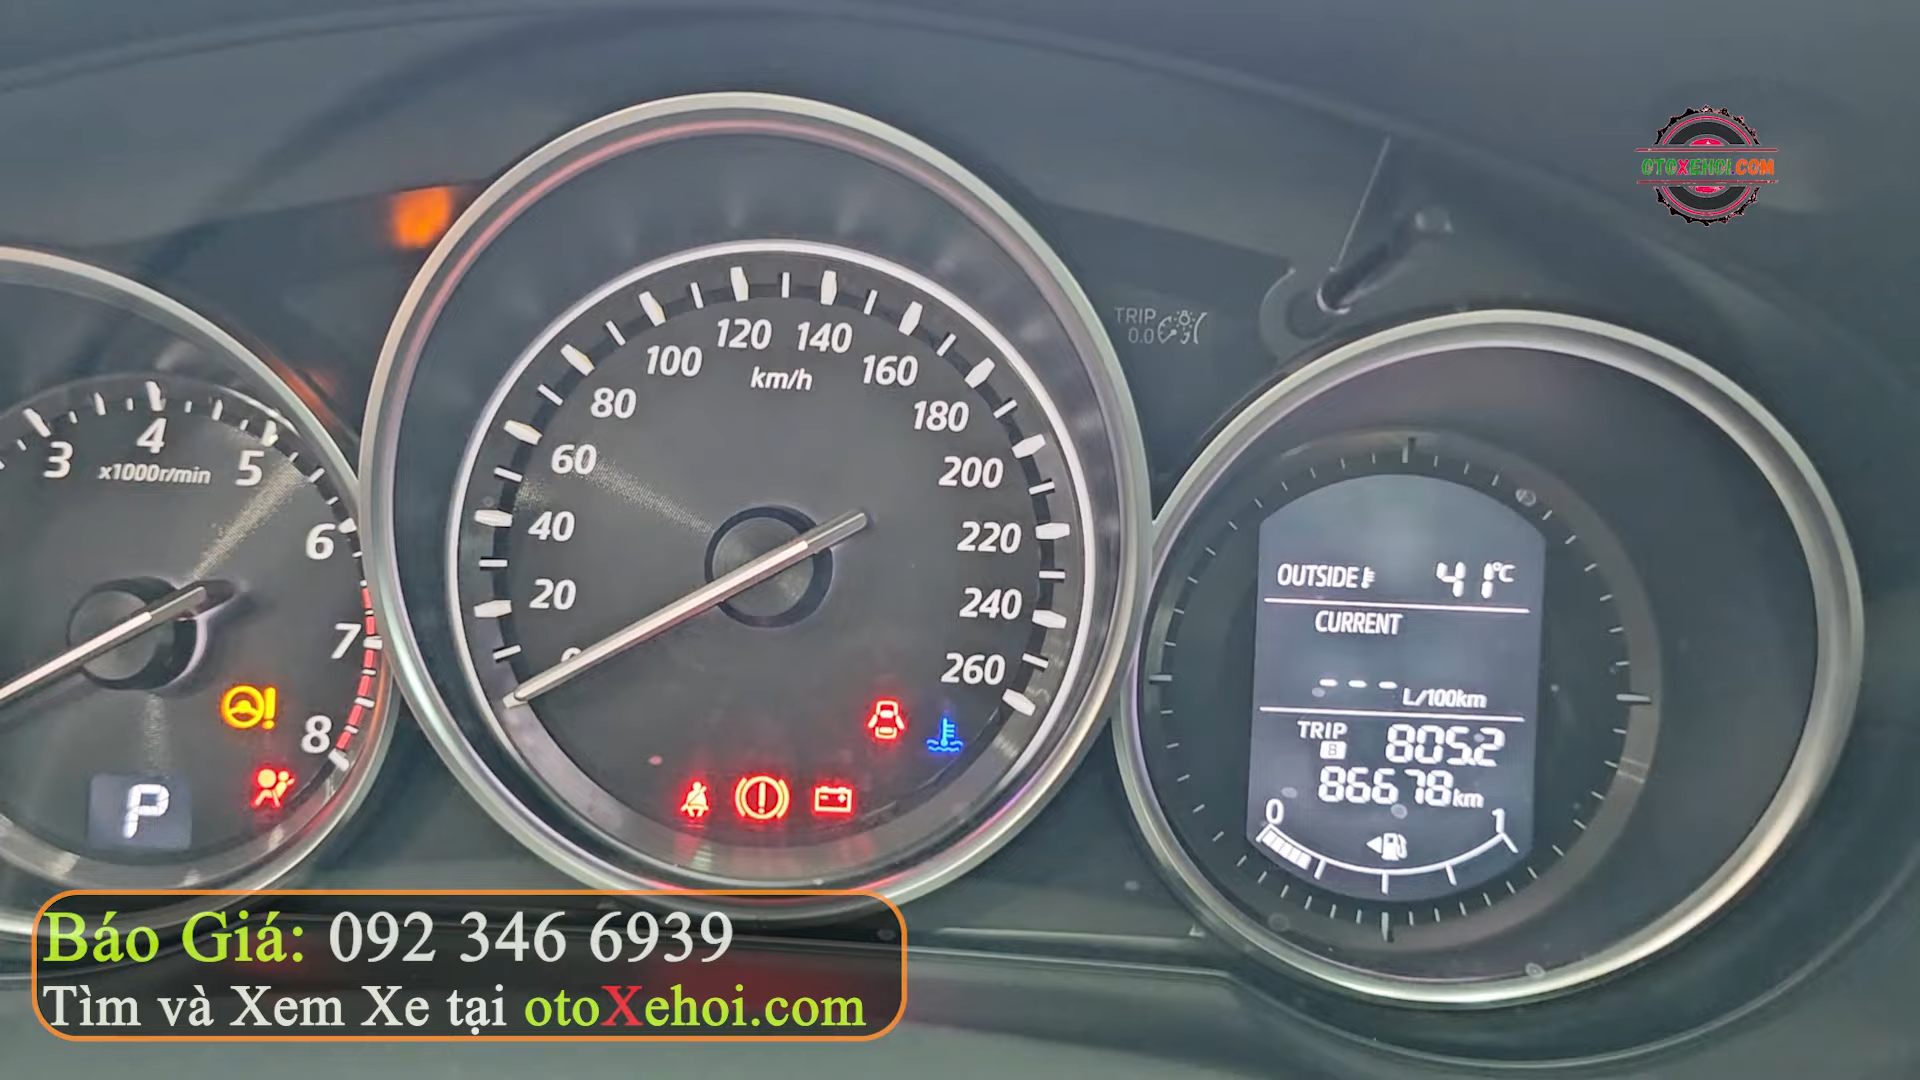 OTOXEHOI.COM
TRIP
0.0
3
4
5
6
7
8
x1000r/min
P
20
40
60
80
100
120
140
160
180
200
220
240
260
km/h
OUTSIDE 41°C
CURRENT
--- L/100km
TRIP B 805.2
86678 km
0 1
Báo Giá: 092 346 6939
Tìm và Xem Xe tại otoXehoi.com